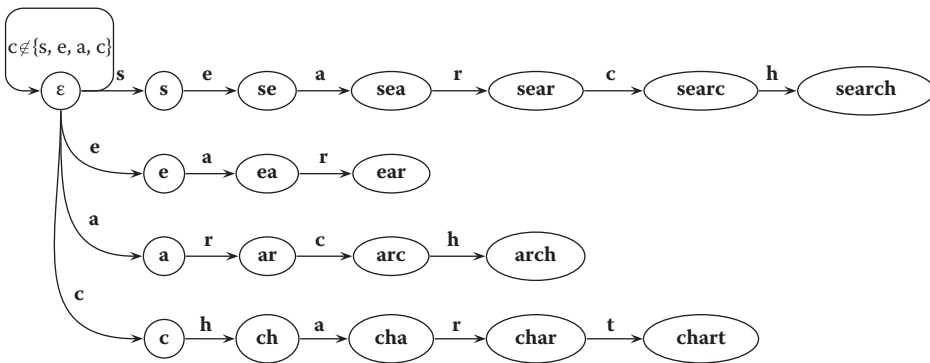 c∉{s, e, a, c}
s e a r c h
ε s se sea sear searc search
e a r
e ea ear
a r c h
a ar arc arch
c h a r t
c ch cha char chart